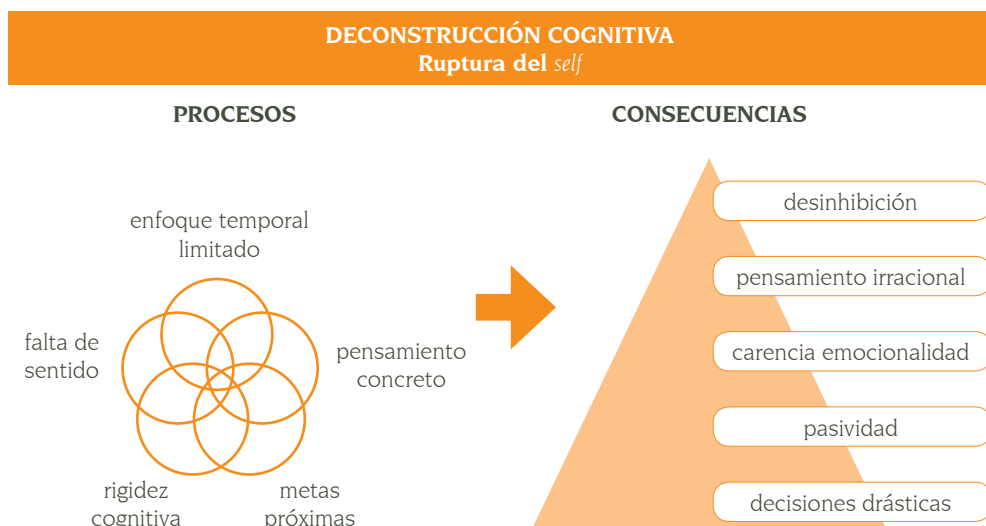 DECONSTRUCCIÓN COGNITIVA
Ruptura del self
PROCESOS
CONSECUENCIAS
enfoque temporal
limitado
falta de
sentido
pensamiento
concreto
rigidez
cognitiva
metas
próximas
desinhibición
pensamiento irracional
carencia emocionalidad
pasividad
decisiones drásticas